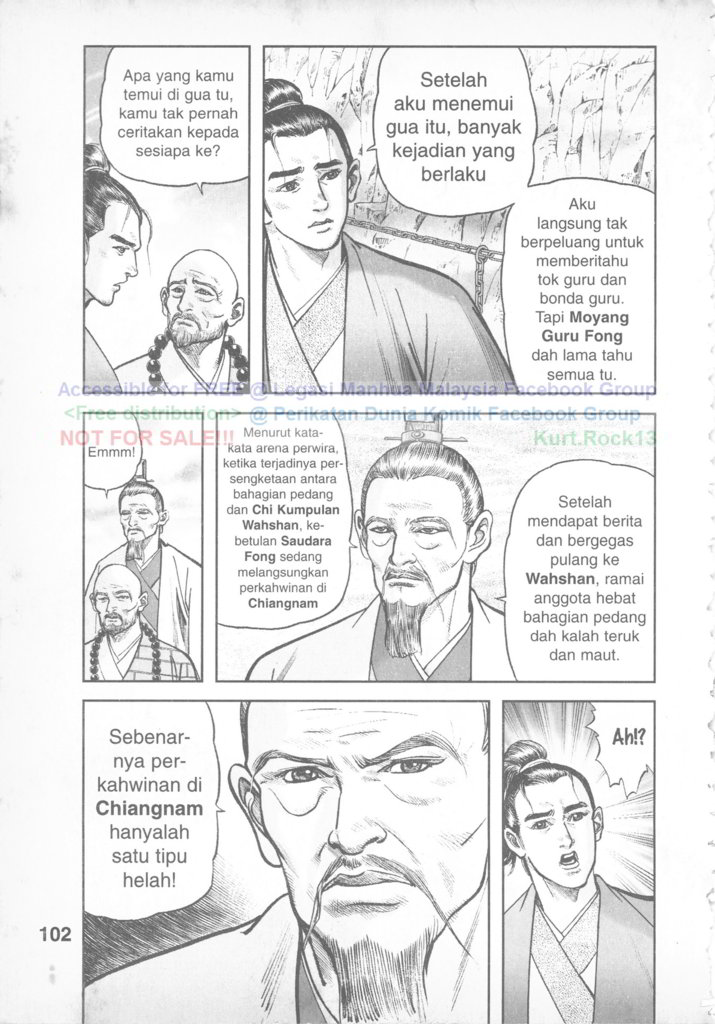 Apa yang kamu
temui di gua tu,
kamu tak pernah
ceritakan kepada
sesiapa ke?
Setelah
aku menemui
gua itu, banyak
kejadian yang
berlaku
Aku
langsung tak
berpeluang untuk
memberitahu
tok guru dan
bonda guru.
Tapi Moyang
Guru Fong
dah lama tahu
semua tu.
Accessible for FREE @ Legasi Manhua Malaysia Facebook Group
<Free distribution> @ Perikatan Dunia Komik Facebook Group
NOT FOR SALE!!!
Kurt.Rock13
Emmm!
Menurut kata-
kata arena perwira,
ketika terjadinya per-
sengketaan antara
bahagian pedang
dan Chi Kumpulan
Wahshan, ke-
betulan Saudara
Fong sedang
melangsungkan
perkahwinan di
Chiangnam
Setelah
mendapat berita
dan bergegas
pulang ke
Wahshan, ramai
anggota hebat
bahagian pedang
dah kalah teruk
dan maut.
Sebenar-
nya per-
kahwinan di
Chiangnam
hanyalah
satu tipu
helah!
Ah!?
102